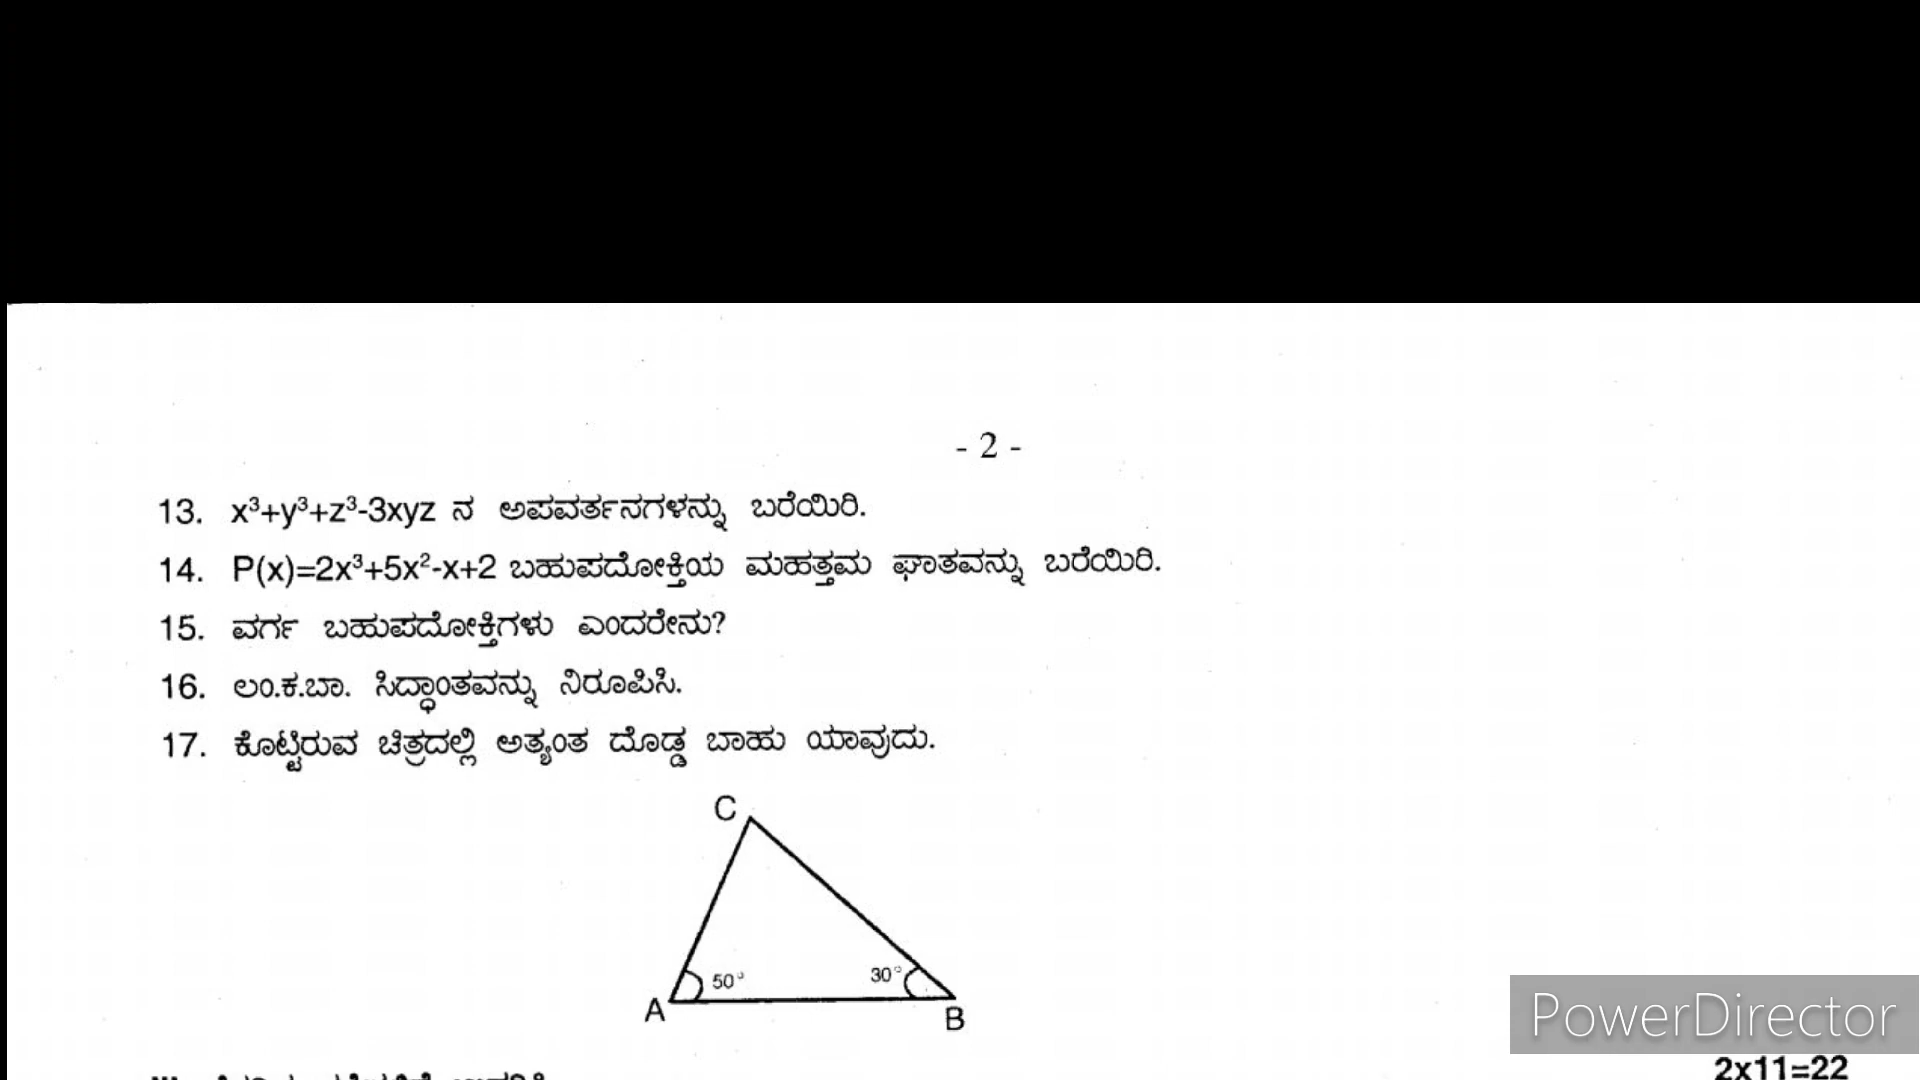 - 2 -
13. x³+y³+z³-3xyz ನ ಅಪವರ್ತನಗಳನ್ನು ಬರೆಯಿರಿ.
14. P(x)=2x³+5x²-x+2 ಬಹುಪದೋಕ್ತಿಯ ಮಹತ್ತಮ ಘಾತವನ್ನು ಬರೆಯಿರಿ.
15. ವರ್ಗ ಬಹುಪದೋಕ್ತಿಗಳು ಎಂದರೇನು?
16. ಲಂ.ಕ.ಬಾ. ಸಿದ್ಧಾಂತವನ್ನು ನಿರೂಪಿಸಿ.
17. ಕೊಟ್ಟಿರುವ ಚಿತ್ರದಲ್ಲಿ ಅತ್ಯಂತ ದೊಡ್ಡ ಬಾಹು ಯಾವುದು.
C
50° 30°
A B
PowerDirector
2x11=22